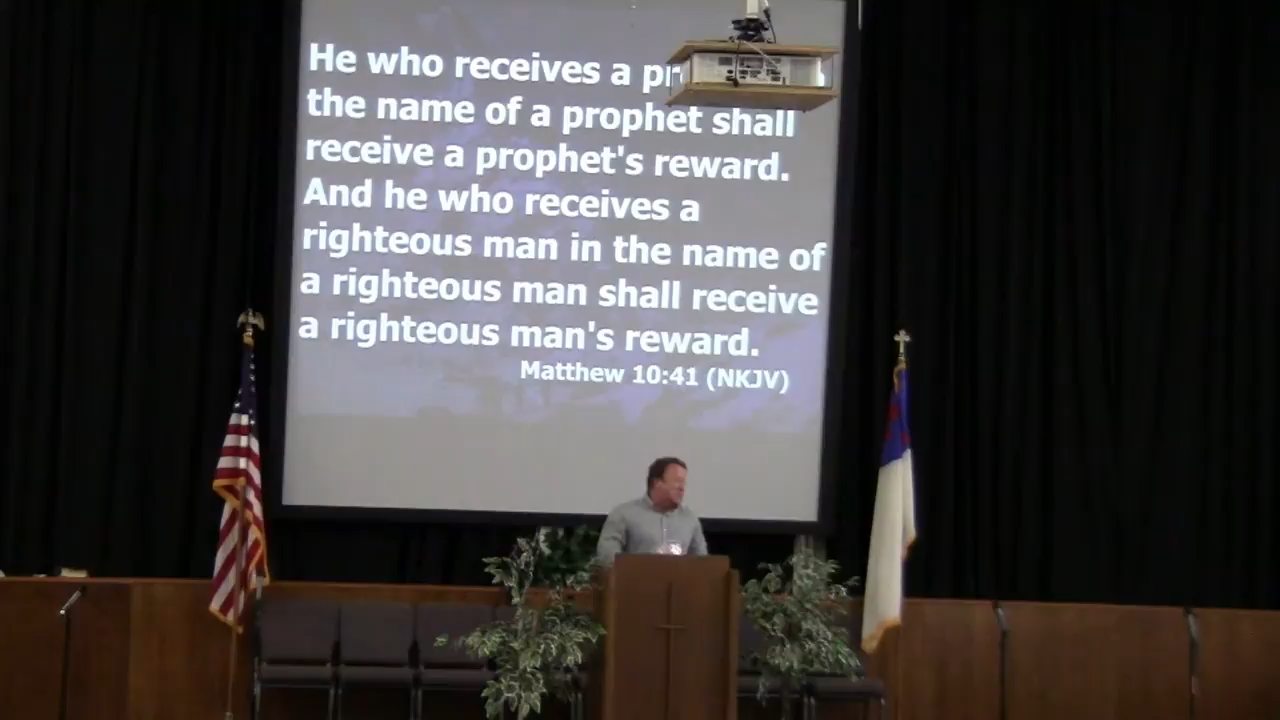 He who receives a
the name of a prophet shall
receive a prophet's reward.
And he who receives a
righteous man in the name of
a righteous man shall receive
a righteous man's reward.
Matthew 10:41 (NKJV)